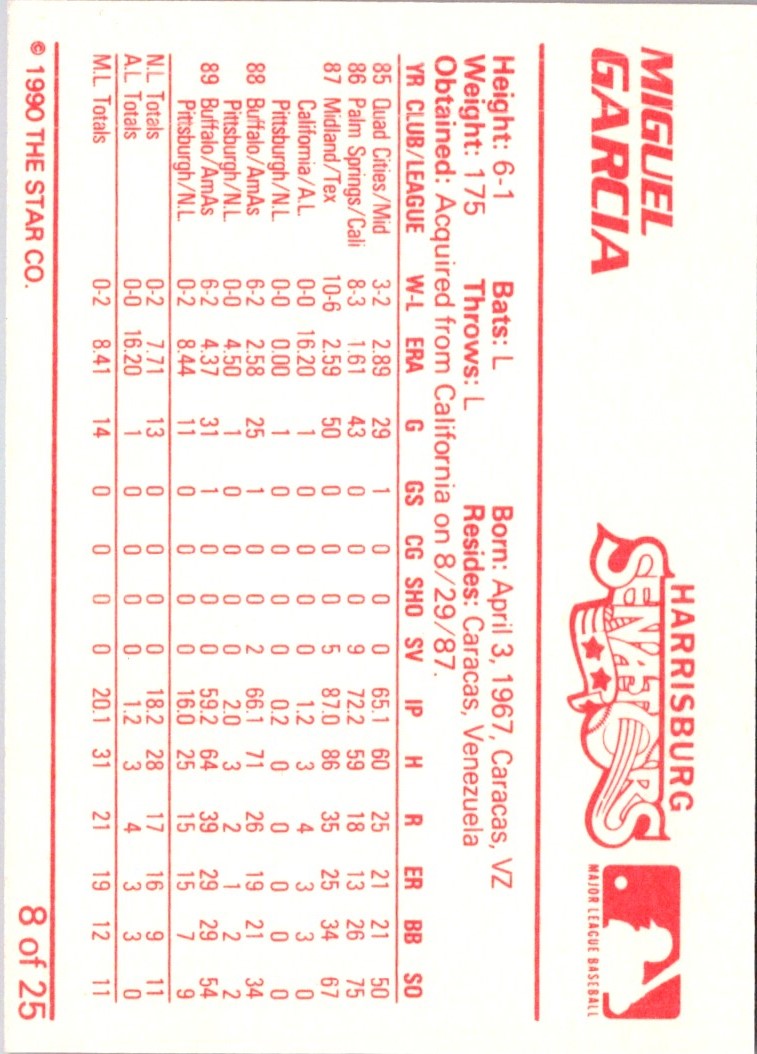 MIGUEL
GARCIA
HARRISBURG
SENATORS
MAJOR LEAGUE BASEBALL
Height: 6-1 Bats: L Born: April 3, 1967, Caracas, VZ
Weight: 175 Throws: L Resides: Caracas, Venezuela
Obtained: Acquired from California on 8/29/87.
YR CLUB/LEAGUE W-L ERA G GS CG SHO SV IP H R ER BB SO
85 Quad Cities/Mid 3-2 2.89 29 1 0 0 0 65.1 60 25 21 21 50
86 Palm Springs/Cali 8-3 1.61 43 0 0 0 9 72.2 59 18 13 26 75
87 Midland/Tex 10-6 2.59 50 0 0 0 5 87.0 86 35 25 34 67
California/A.L. 0-0 16.20 1 0 0 0 0 1.2 3 4 3 3 0
Pittsburgh/N.L. 0-0 0.00 1 0 0 0 0 0.2 0 0 0 0 0
88 Buffalo/AmAs 6-2 2.58 25 1 0 0 2 66.1 71 26 19 21 34
Pittsburgh/N.L. 0-0 4.50 1 0 0 0 0 2.0 3 2 1 2 2
89 Buffalo/AmAs 6-2 4.37 31 1 0 0 0 59.2 64 39 29 29 54
Pittsburgh/N.L. 0-2 8.44 11 0 0 0 0 16.0 25 15 15 7 9
N.L. Totals 0-2 7.71 13 0 0 0 0 18.2 28 17 16 9 11
A.L. Totals 0-0 16.20 1 0 0 0 0 1.2 3 4 3 3 0
M.L. Totals 0-2 8.41 14 0 0 0 0 20.1 31 21 19 12 11
© 1990 THE STAR CO. 8 of 25